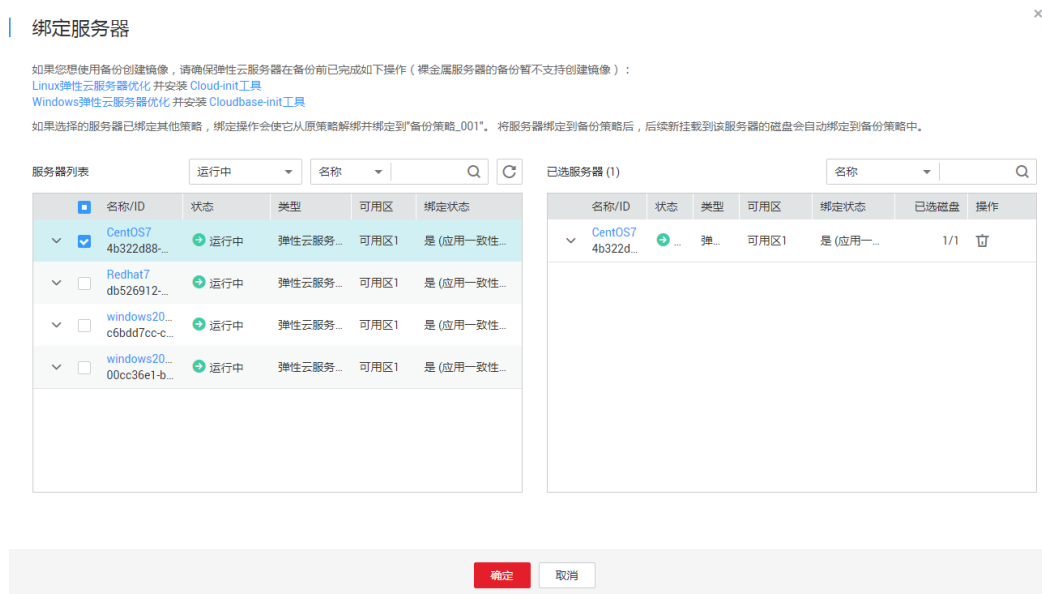 绑定服务器
如果您想使用备份创建镜像，请确保弹性云服务器在备份前已完成如下操作（裸金属服务器的备份暂不支持创建镜像）：
Linux弹性云服务器优化 并安装 Cloud-init工具
Windows弹性云服务器优化 并安装 Cloudbase-init工具
如果选择的服务器已绑定其他策略，绑定操作会使它从原策略解绑并绑定到"备份策略_001"。 将服务器绑定到备份策略后，后续新挂载到该服务器的磁盘会自动绑定到备份策略中。
服务器列表 运行中 名称
名称/ID 状态 类型 可用区 绑定状态
CentOS7
4b322d88-... 运行中 弹性云服务... 可用区1 是 (应用一致性...
Redhat7
db526912-... 运行中 弹性云服务... 可用区1 是 (应用一致性...
windows20...
c6bdd7cc-c... 运行中 弹性云服务... 可用区1 是 (应用一致性...
windows20...
00cc36e1-b... 运行中 弹性云服务... 可用区1 是 (应用一致性...
已选服务器 (1) 名称
名称/ID 状态 类型 可用区 绑定状态 已选磁盘 操作
CentOS7
4b322d... ... 弹... 可用区1 是 (应用一... 1/1
确定 取消